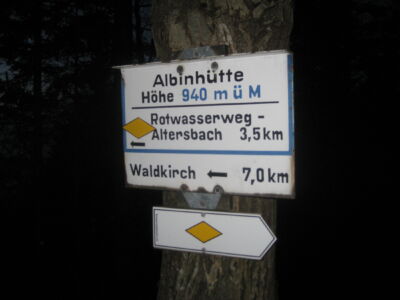 Albinhütte
Höhe 940 m ü M
Rotwasserweg -
Altersbach 3,5 km
Waldkirch 7,0 km